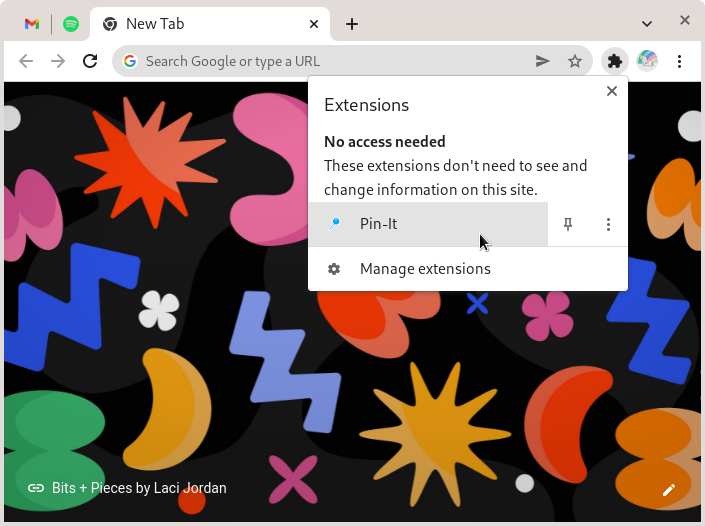 New Tab
Search Google or type a URL
Extensions
No access needed
These extensions don't need to see and
change information on this site.
Pin-It
Manage extensions
Bits + Pieces by Laci Jordan